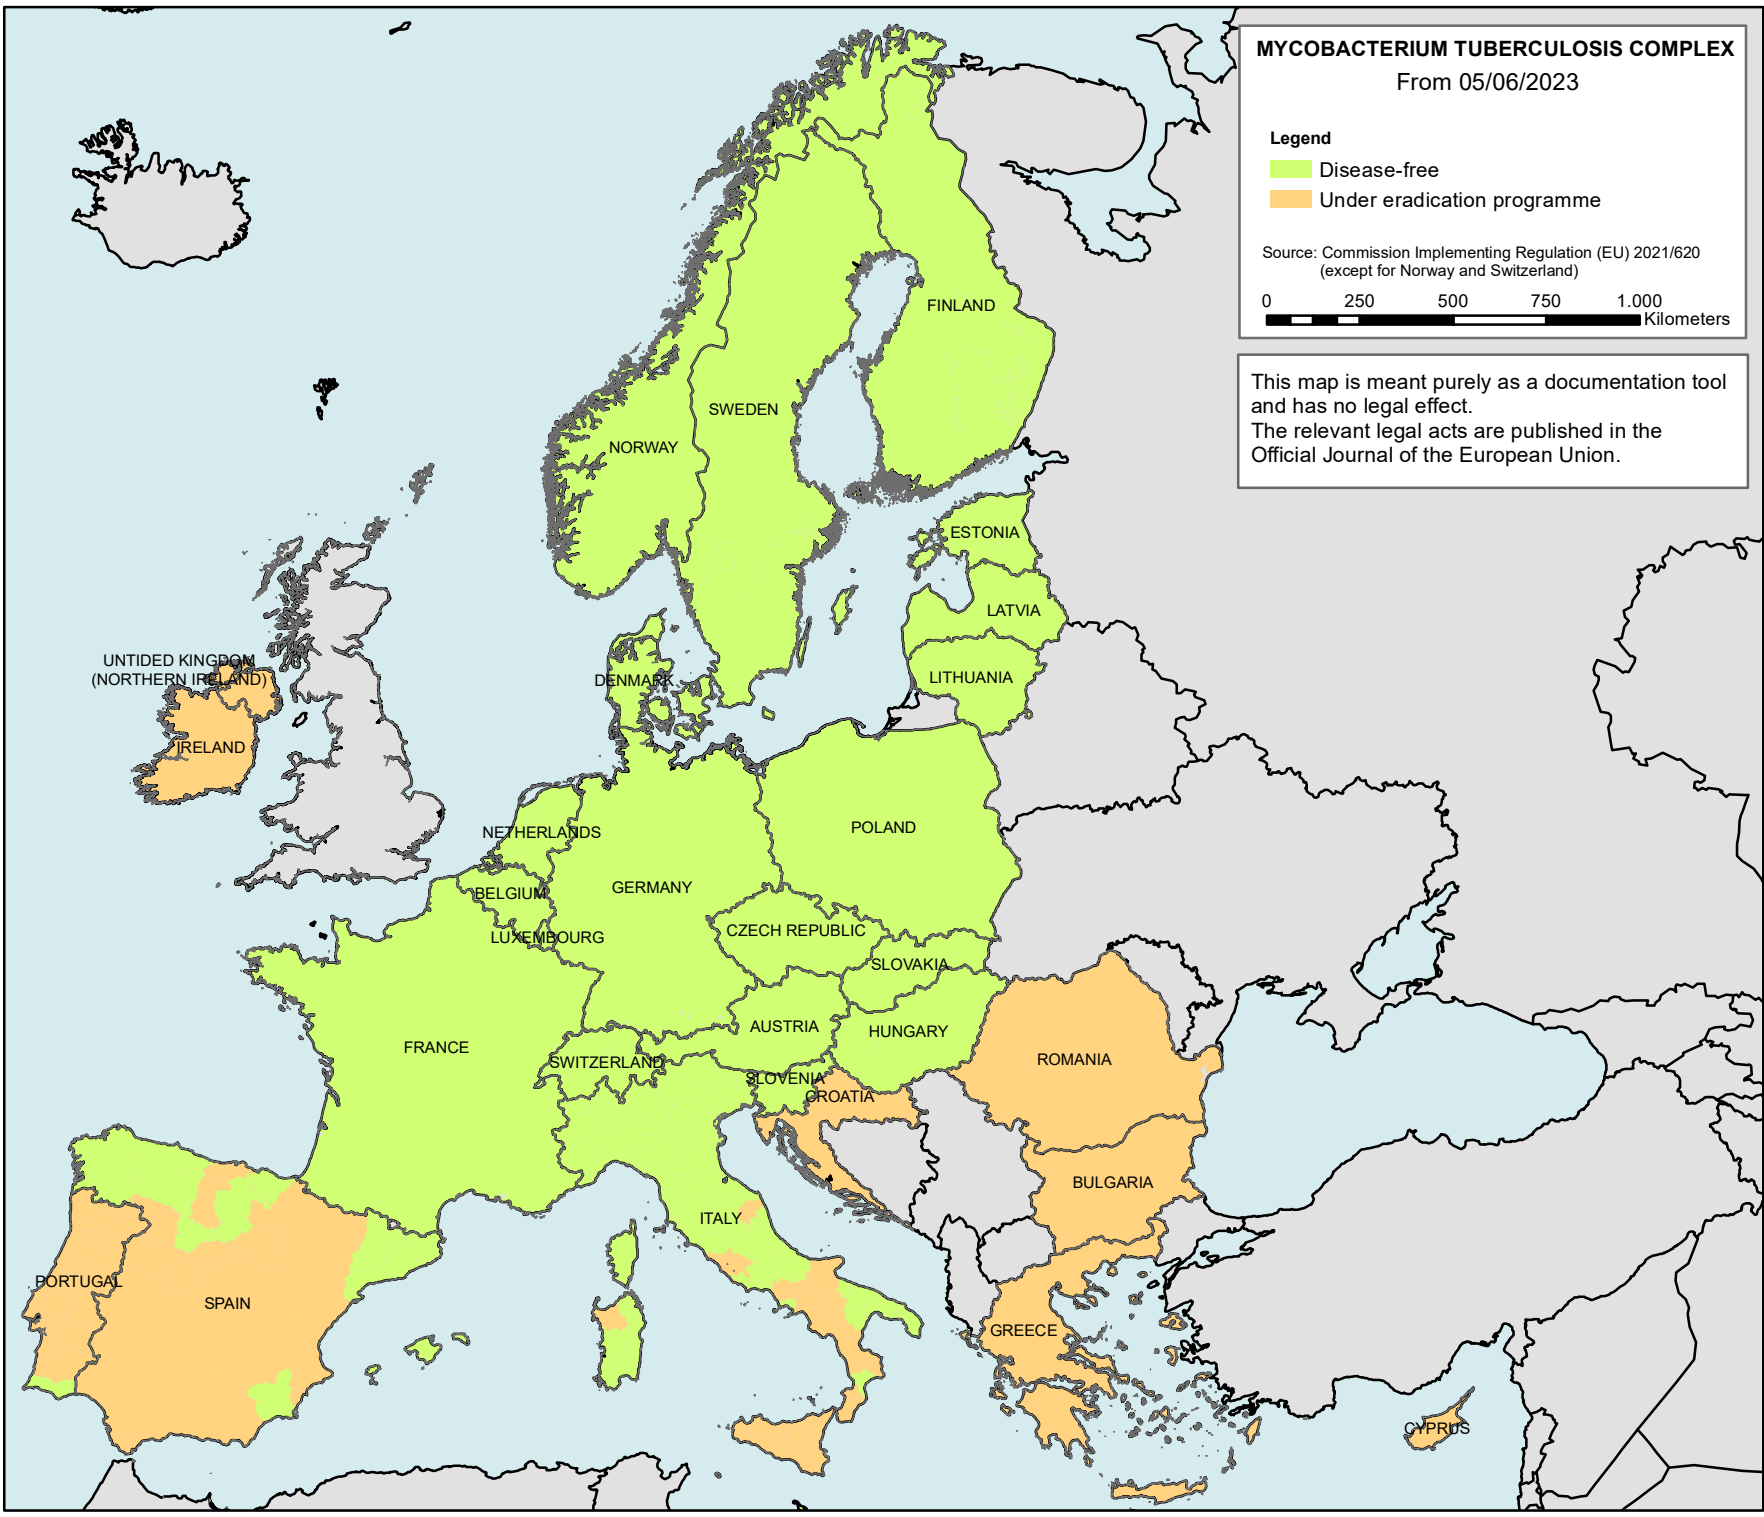 MYCOBACTERIUM TUBERCULOSIS COMPLEX
From 05/06/2023
Legend
Disease-free
Under eradication programme
Source: Commission Implementing Regulation (EU) 2021/620
(except for Norway and Switzerland)
0 250 500 750 1.000
Kilometers
This map is meant purely as a documentation tool
and has no legal effect.
The relevant legal acts are published in the
Official Journal of the European Union.
FINLAND
SWEDEN
NORWAY
ESTONIA
LATVIA
UNTIDED KINGDOM
(NORTHERN IRELAND)
DENMARK
LITHUANIA
IRELAND
NETHERLANDS
POLAND
BELGIUM
GERMANY
LUXEMBOURG
CZECH REPUBLIC
SLOVAKIA
AUSTRIA
HUNGARY
FRANCE
SWITZERLAND
ROMANIA
SLOVENIA
CROATIA
BULGARIA
ITALY
PORTUGAL
SPAIN
GREECE
CYPRUS